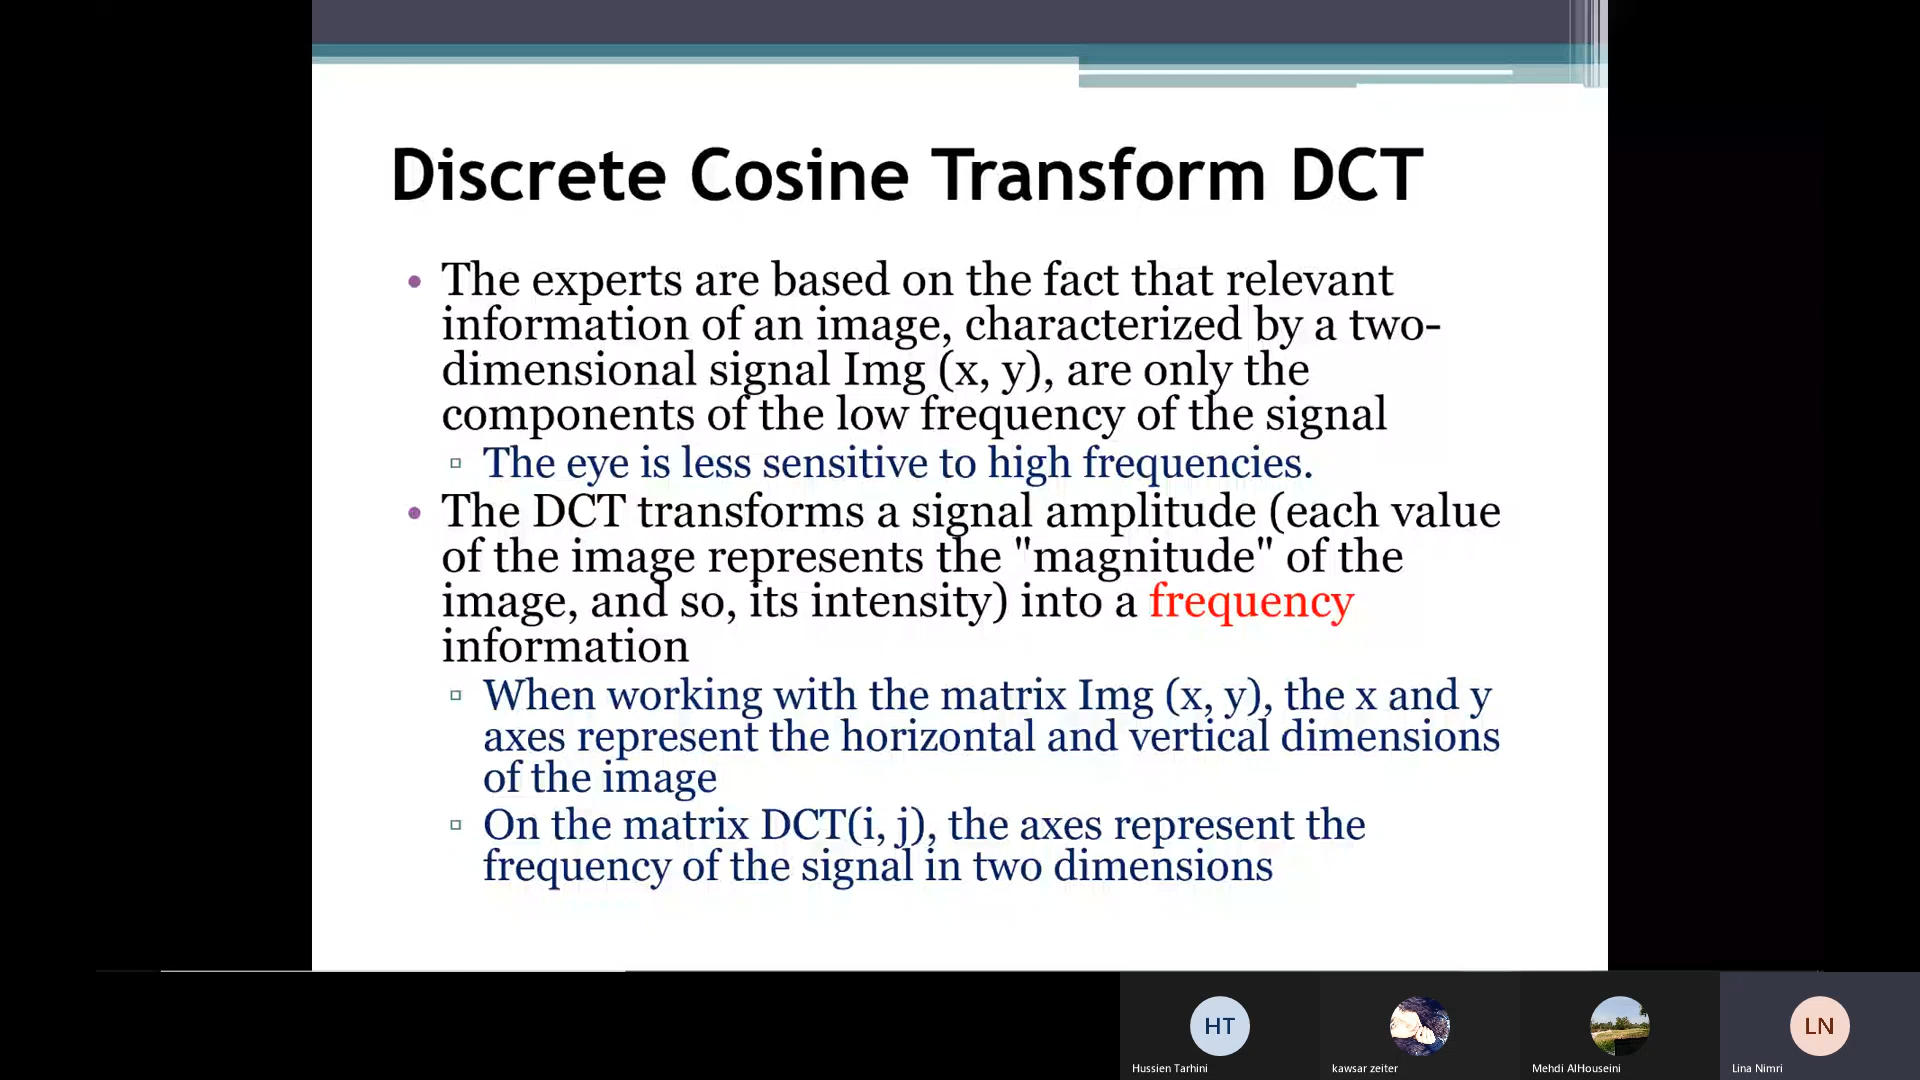 Discrete Cosine Transform DCT
• The experts are based on the fact that relevant
information of an image, characterized by a two-
dimensional signal Img (x, y), are only the
components of the low frequency of the signal
▫ The eye is less sensitive to high frequencies.
• The DCT transforms a signal amplitude (each value
of the image represents the "magnitude" of the
image, and so, its intensity) into a frequency
information
▫ When working with the matrix Img (x, y), the x and y
axes represent the horizontal and vertical dimensions
of the image
▫ On the matrix DCT(i, j), the axes represent the
frequency of the signal in two dimensions
HT
LN
Hussien Tarhini
kawsar zeiter
Mehdi AlHouseini
Lina Nimri